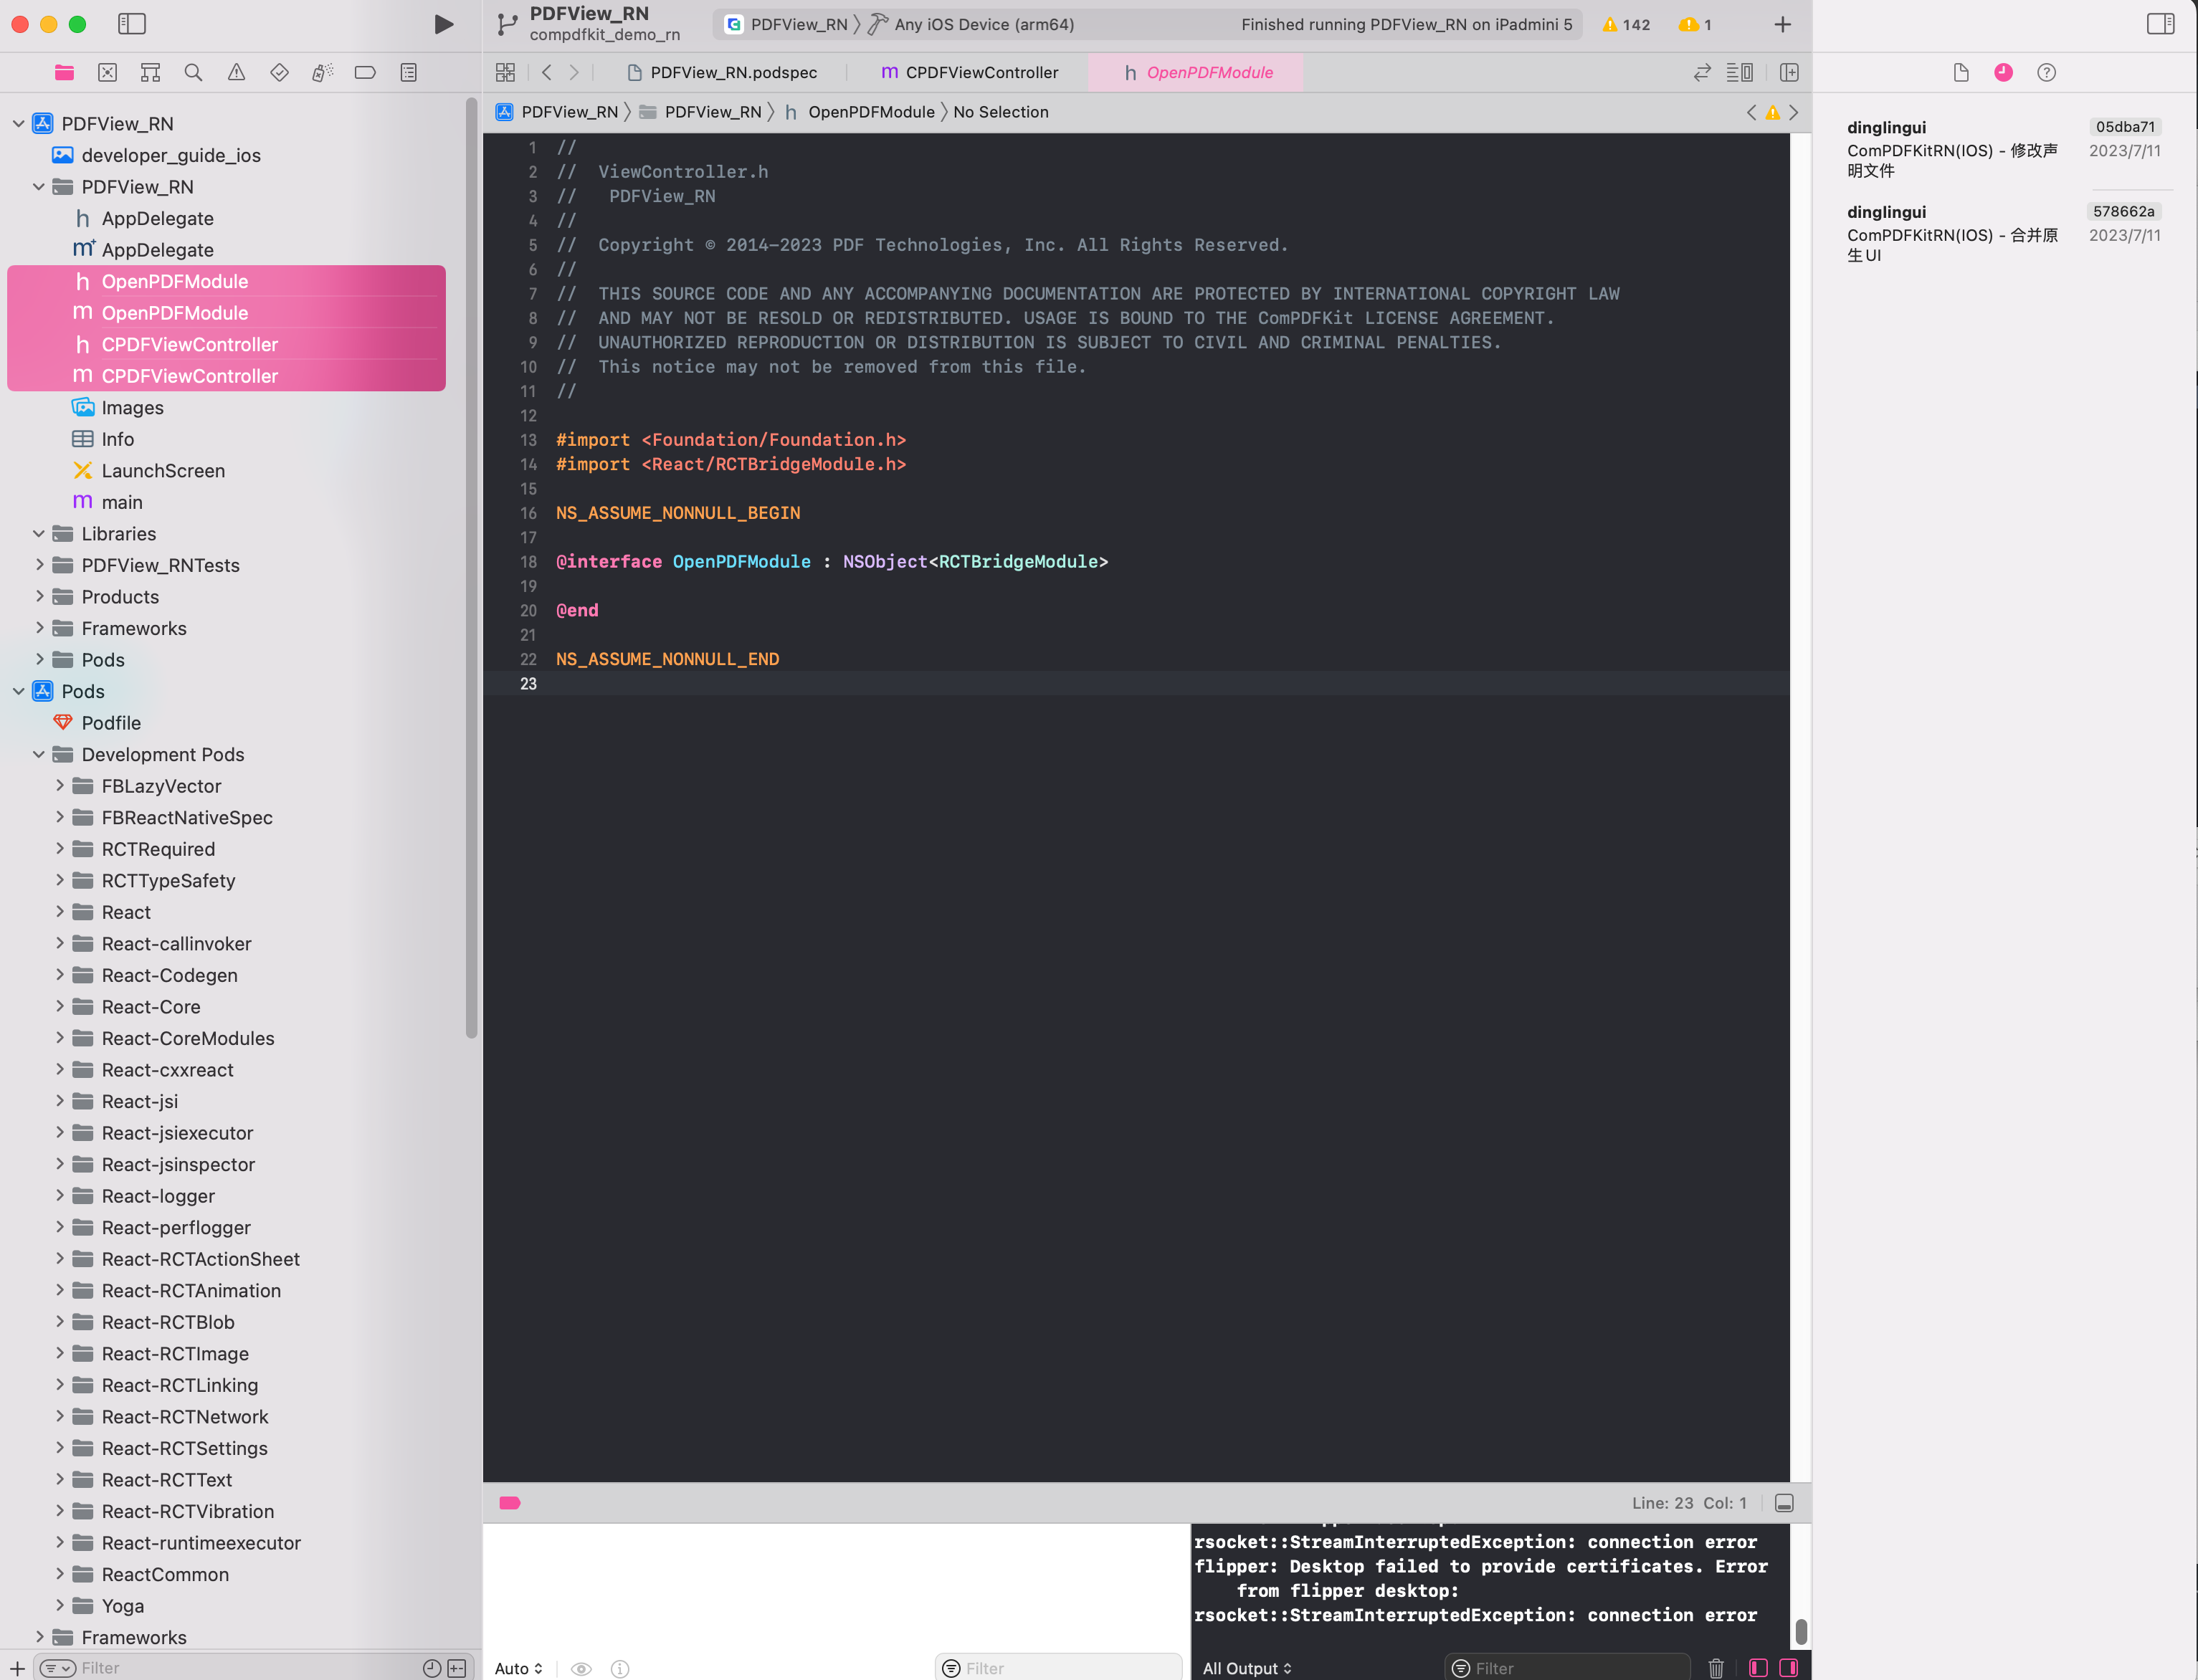 PDFView_RN
compdfkit_demo_rn
PDFView_RN
Any iOS Device (arm64)
Finished running PDFView_RN on iPadmini 5
142
1
PDFView_RN.podspec
m CPDFViewController
h OpenPDFModule
PDFView_RN
PDFView_RN
h OpenPDFModule
No Selection
PDFView_RN
developer_guide_ios
PDFView_RN
h AppDelegate
m+ AppDelegate
h OpenPDFModule
m OpenPDFModule
h CPDFViewController
m CPDFViewController
Images
Info
LaunchScreen
m main
Libraries
PDFView_RNTests
Products
Frameworks
Pods
Pods
Podfile
Development Pods
FBLazyVector
FBReactNativeSpec
RCTRequired
RCTTypeSafety
React
React-callinvoker
React-Codegen
React-Core
React-CoreModules
React-cxxreact
React-jsi
React-jsiexecutor
React-jsinspector
React-logger
React-perflogger
React-RCTActionSheet
React-RCTAnimation
React-RCTBlob
React-RCTImage
React-RCTLinking
React-RCTNetwork
React-RCTSettings
React-RCTText
React-RCTVibration
React-runtimeexecutor
ReactCommon
Yoga
Frameworks
Filter
1 //
2 //  ViewController.h
3 //   PDFView_RN
4 //
5 //  Copyright © 2014-2023 PDF Technologies, Inc. All Rights Reserved.
6 //
7 //  THIS SOURCE CODE AND ANY ACCOMPANYING DOCUMENTATION ARE PROTECTED BY INTERNATIONAL COPYRIGHT LAW
8 //  AND MAY NOT BE RESOLD OR REDISTRIBUTED. USAGE IS BOUND TO THE ComPDFKit LICENSE AGREEMENT.
9 //  UNAUTHORIZED REPRODUCTION OR DISTRIBUTION IS SUBJECT TO CIVIL AND CRIMINAL PENALTIES.
10 //  This notice may not be removed from this file.
11 //
12
13 #import <Foundation/Foundation.h>
14 #import <React/RCTBridgeModule.h>
15
16 NS_ASSUME_NONNULL_BEGIN
17
18 @interface OpenPDFModule : NSObject<RCTBridgeModule>
19
20 @end
21
22 NS_ASSUME_NONNULL_END
23
Line: 23 Col: 1
rsocket::StreamInterruptedException: connection error
flipper: Desktop failed to provide certificates. Error
from flipper desktop:
rsocket::StreamInterruptedException: connection error
Auto
Filter
All Output
Filter
dinglingui 05dba71
ComPDFKitRN(IOS) - 修改声 2023/7/11
明文件
dinglingui 578662a
ComPDFKitRN(IOS) - 合并原 2023/7/11
生UI